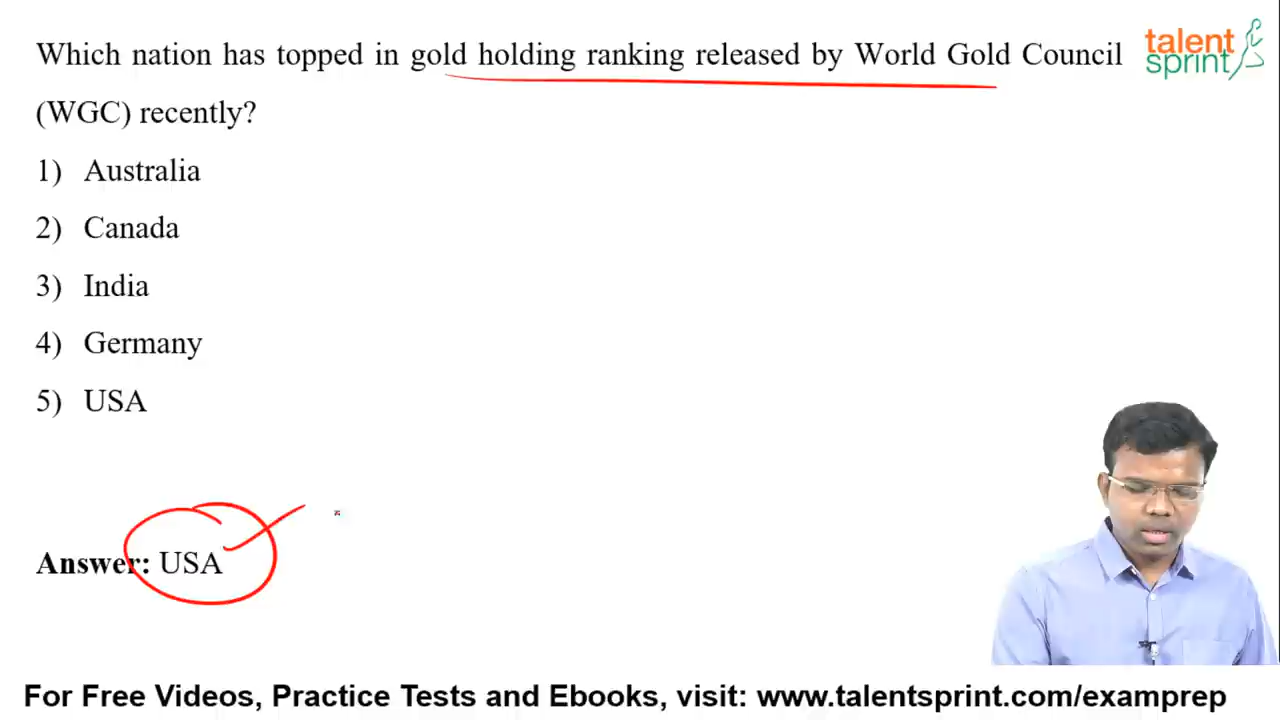 Which nation has topped in gold holding ranking released by World Gold Council
talent
sprint
(WGC) recently?
1) Australia
2) Canada
3) India
4) Germany
5) USA
Answer: USA
For Free Videos, Practice Tests and Ebooks, visit: www.talentsprint.com/examprep